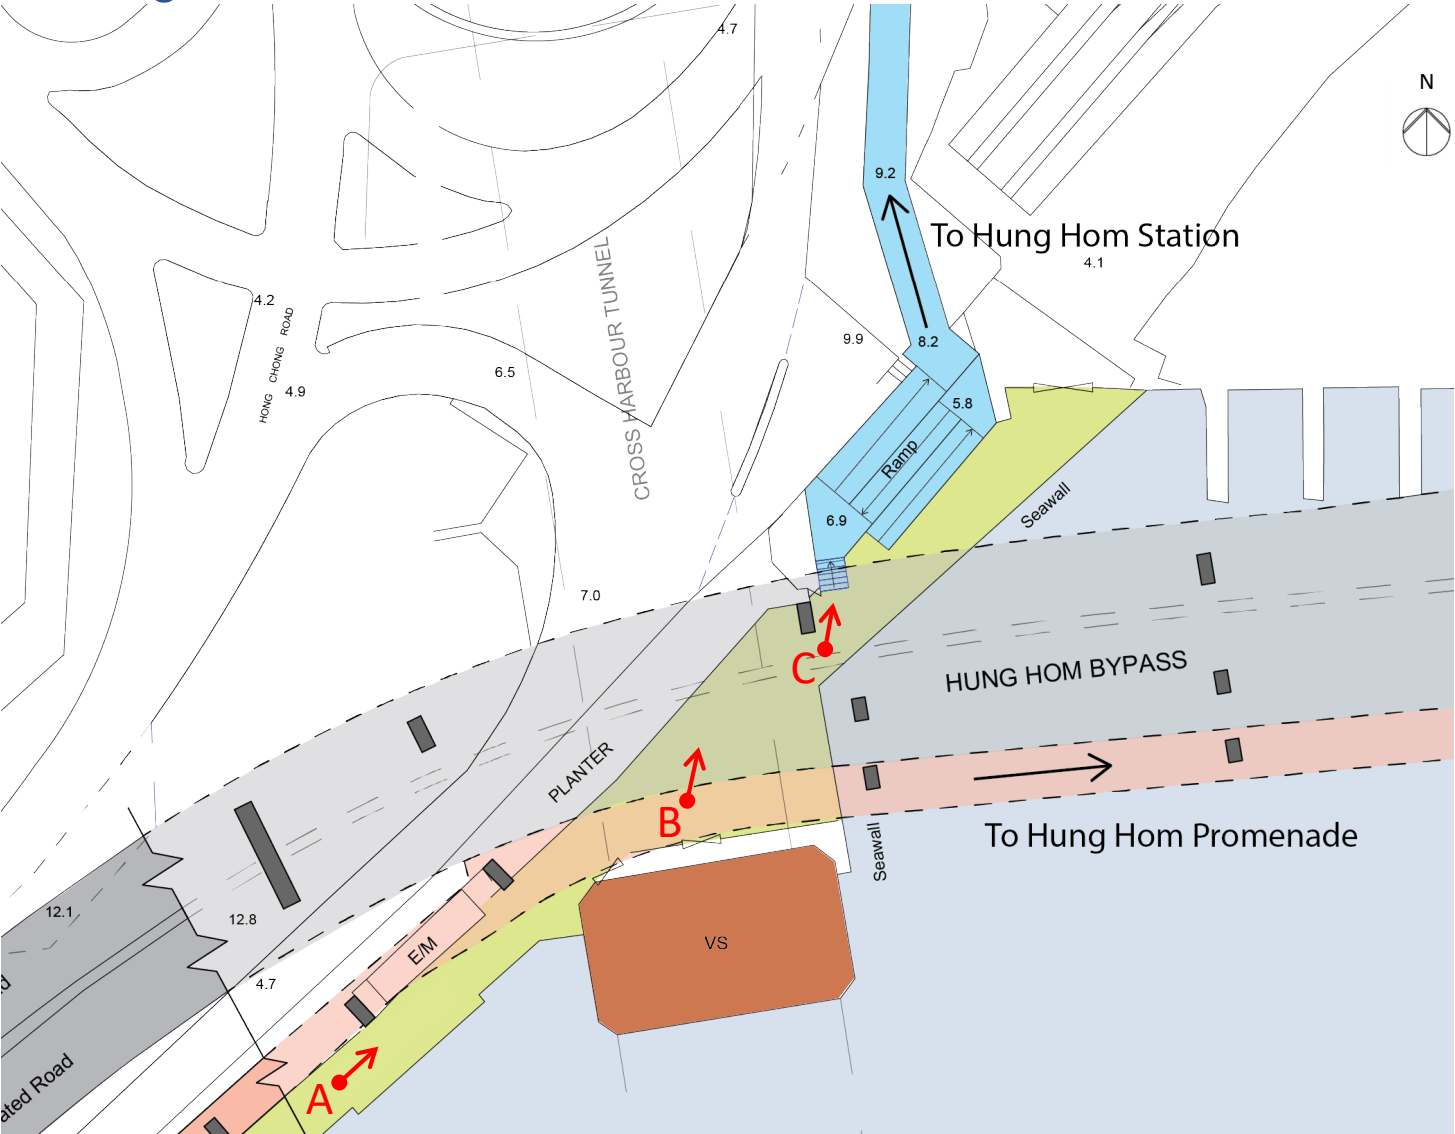 4.7
N
9.2
To Hung Hom Station
4.1
4.2
HONG CHONG ROAD
4.9
CROSS HARBOUR TUNNEL
9.9
8.2
6.5
5.8
Ramp
6.9
Seawall
7.0
C
HUNG HOM BYPASS
PLANTER
B
To Hung Hom Promenade
Seawall
12.1
12.8
E/M
VS
4.7
ated Road
A